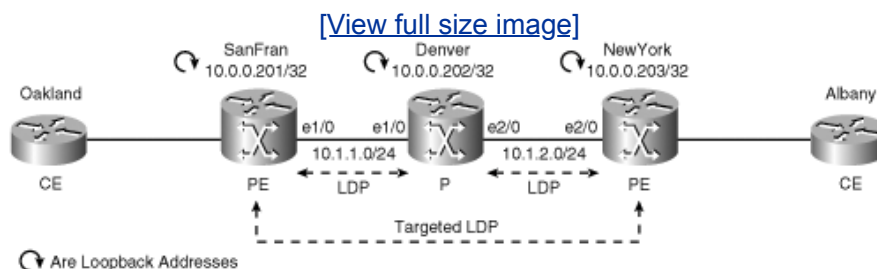 [View full size image]
SanFran
10.0.0.201/32
Denver
10.0.0.202/32
NewYork
10.0.0.203/32
Oakland
Albany
e1/0
e1/0
e2/0
e2/0
10.1.1.0/24
10.1.2.0/24
CE
PE
LDP
P
LDP
PE
CE
Targeted LDP
Are Loopback Addresses